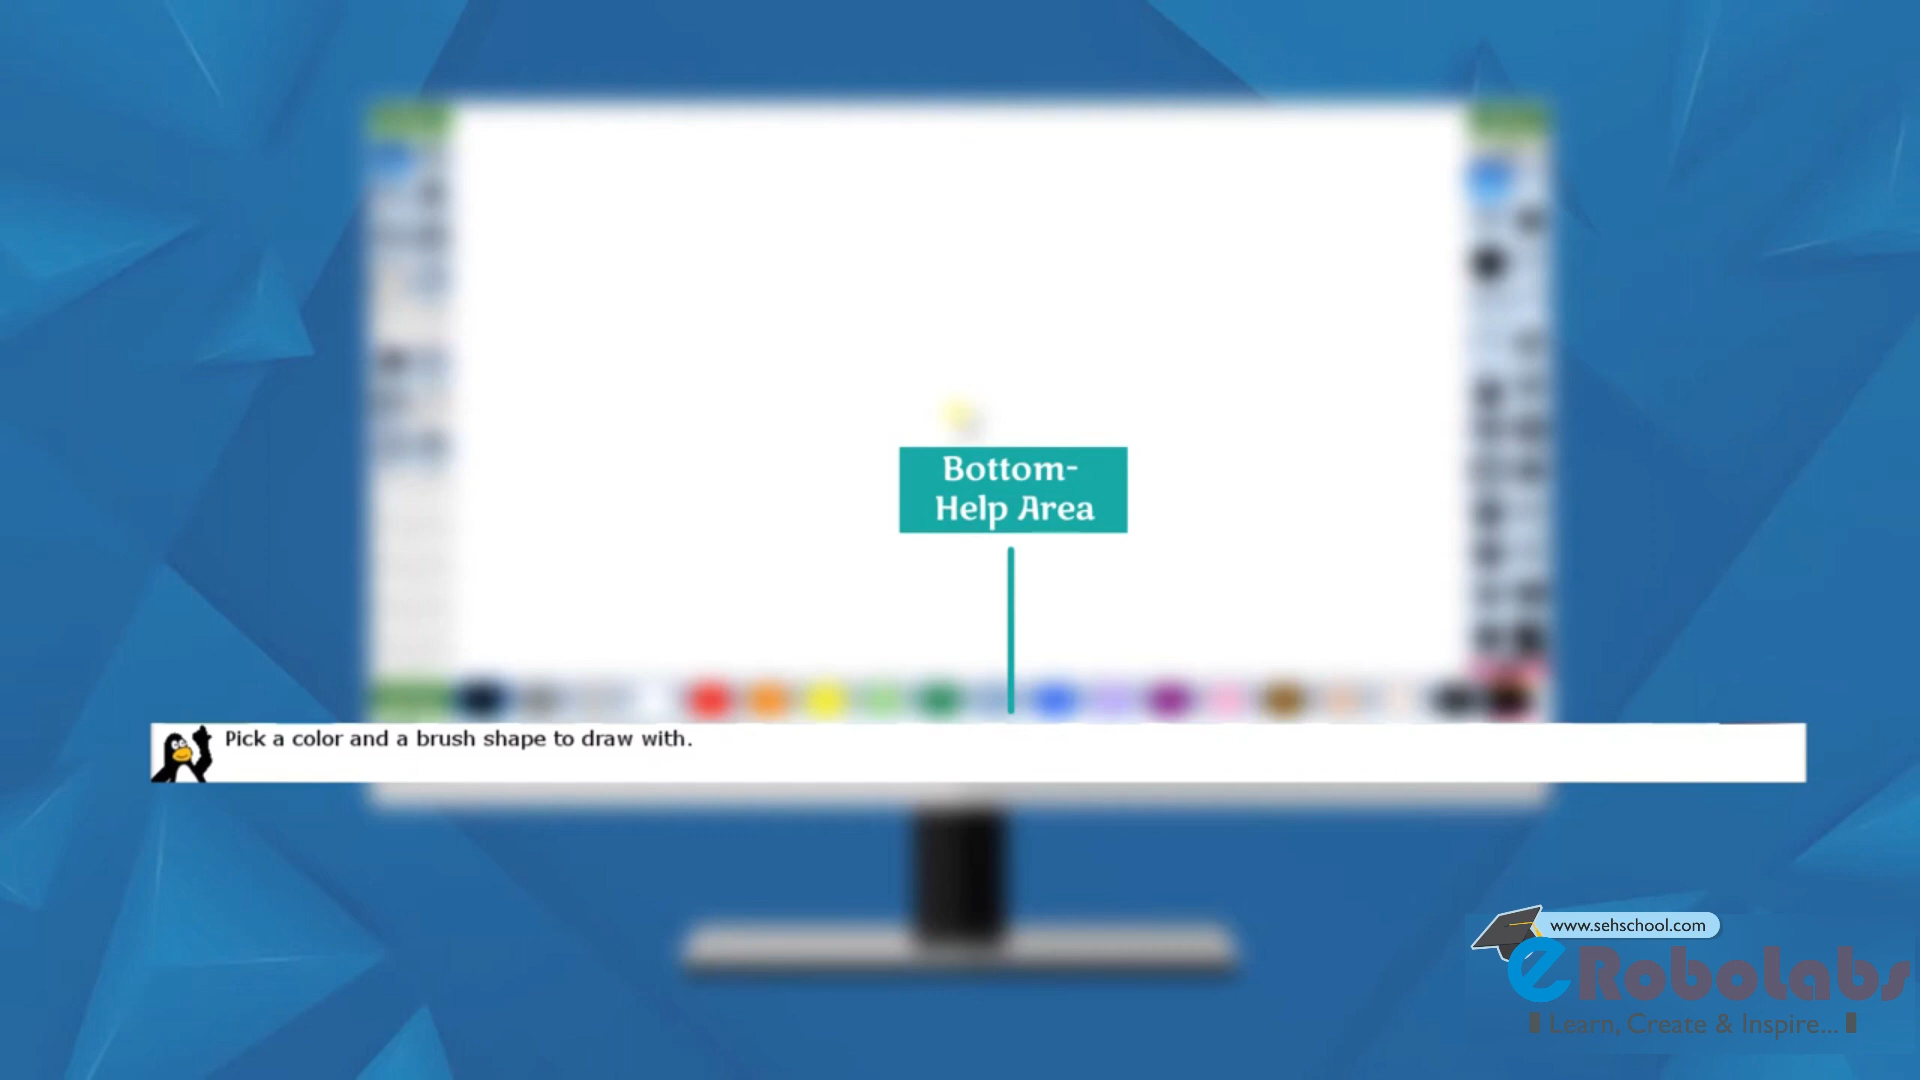 Bottom-
Help Area
Pick a color and a brush shape to draw with.
www.sehschool.com
eRoboLabs
Learn, Create & Inspire...